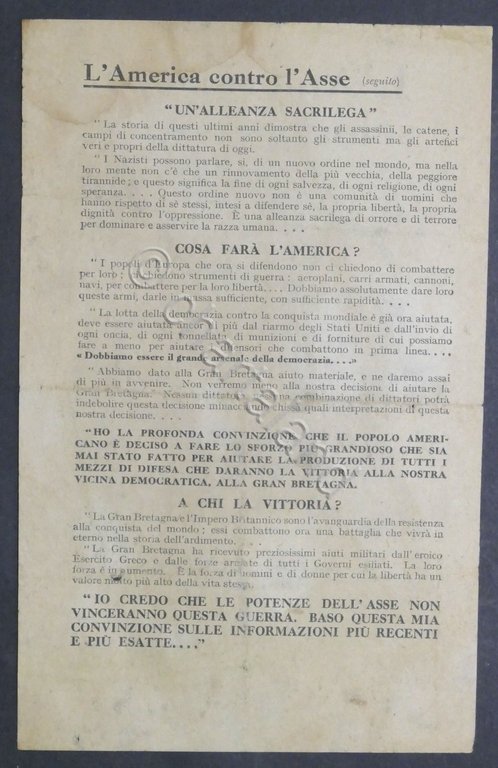 L'America contro l'Asse (seguito)
"UN'ALLEANZA SACRILEGA"
"La storia di questi ultimi anni dimostra che gli assassinii, le catene, i
campi di concentramento non sono soltanto gli strumenti ma gli artefici
veri e propri della dittatura di oggi.
"I Nazisti possono parlare, sì, di un nuovo ordine nel mondo, ma nella
loro mente non c'è che un rinnovamento della più vecchia, della peggiore
tirannide; e questo significa la fine di ogni salvezza, di ogni religione, di ogni
speranza. . . . Questo ordine nuovo non è una comunità di uomini che
hanno rispetto di sè stessi, intesi a difendere sè, la propria libertà, la propria
dignità contro l'oppressione. È una alleanza sacrilega di orrore e di terrore
per dominare e asservire la razza umana. . . .
COSA FARÀ L'AMERICA?
"I popoli d'Europa che ora si difendono non ci chiedono di combattere
per loro; ci chiedono strumenti di guerra: aeroplani, carri armati, cannoni,
navi, per combattere per la loro libertà. . . . Dobbiamo assolutamente dare loro
queste armi, darle in massa sufficiente, con sufficiente rapidità. . . .
"La lotta della democrazia contro la conquista mondiale è già ora aiutata,
deve essere aiutata ancor di più dal riarmo degli Stati Uniti e dall'invio di
ogni oncia, di ogni tonnellata di munizioni e di forniture di cui possiamo
fare a meno per aiutare i difensori che combattono in prima linea. . . .
«Dobbiamo essere il grande arsenale della democrazia. . . .»
"Abbiamo dato alla Gran Bretagna aiuto materiale, e ne daremo assai
di più in avvenire. Non verremo meno alla nostra decisione di aiutare la
Gran Bretagna. Nessun dittatore, nessuna combinazione di dittatori potrà
indebolire questa decisione minacciando chissà quali interpretazioni di questa
nostra decisione. . . .
"HO LA PROFONDA CONVINZIONE CHE IL POPOLO AMERI-
CANO È DECISO A FARE LO SFORZO PIÙ GRANDIOSO CHE SIA
MAI STATO FATTO PER AIUTARE LA PRODUZIONE DI TUTTI I
MEZZI DI DIFESA CHE DARANNO LA VITTORIA ALLA NOSTRA
VICINA DEMOCRATICA, ALLA GRAN BRETAGNA.
A CHI LA VITTORIA?
"La Gran Bretagna e l'Impero Britannico sono l'avanguardia della resistenza
alla conquista del mondo; essi combattono ora una battaglia che vivrà in
eterno nella storia dell'ardimento. . . .
"La Gran Bretagna ha ricevuto preziosissimi aiuti militari dall'eroico
Esercito Greco e dalle forze armate di tutti i Governi esiliati. La loro
forza è in aumento. È la forza di uomini e di donne per cui la libertà ha un
valore molto più alto della vita stessa.
"IO CREDO CHE LE POTENZE DELL'ASSE NON
VINCERANNO QUESTA GUERRA. BASO QUESTA MIA
CONVINZIONE SULLE INFORMAZIONI PIÙ RECENTI
E PIÙ ESATTE. . . ."